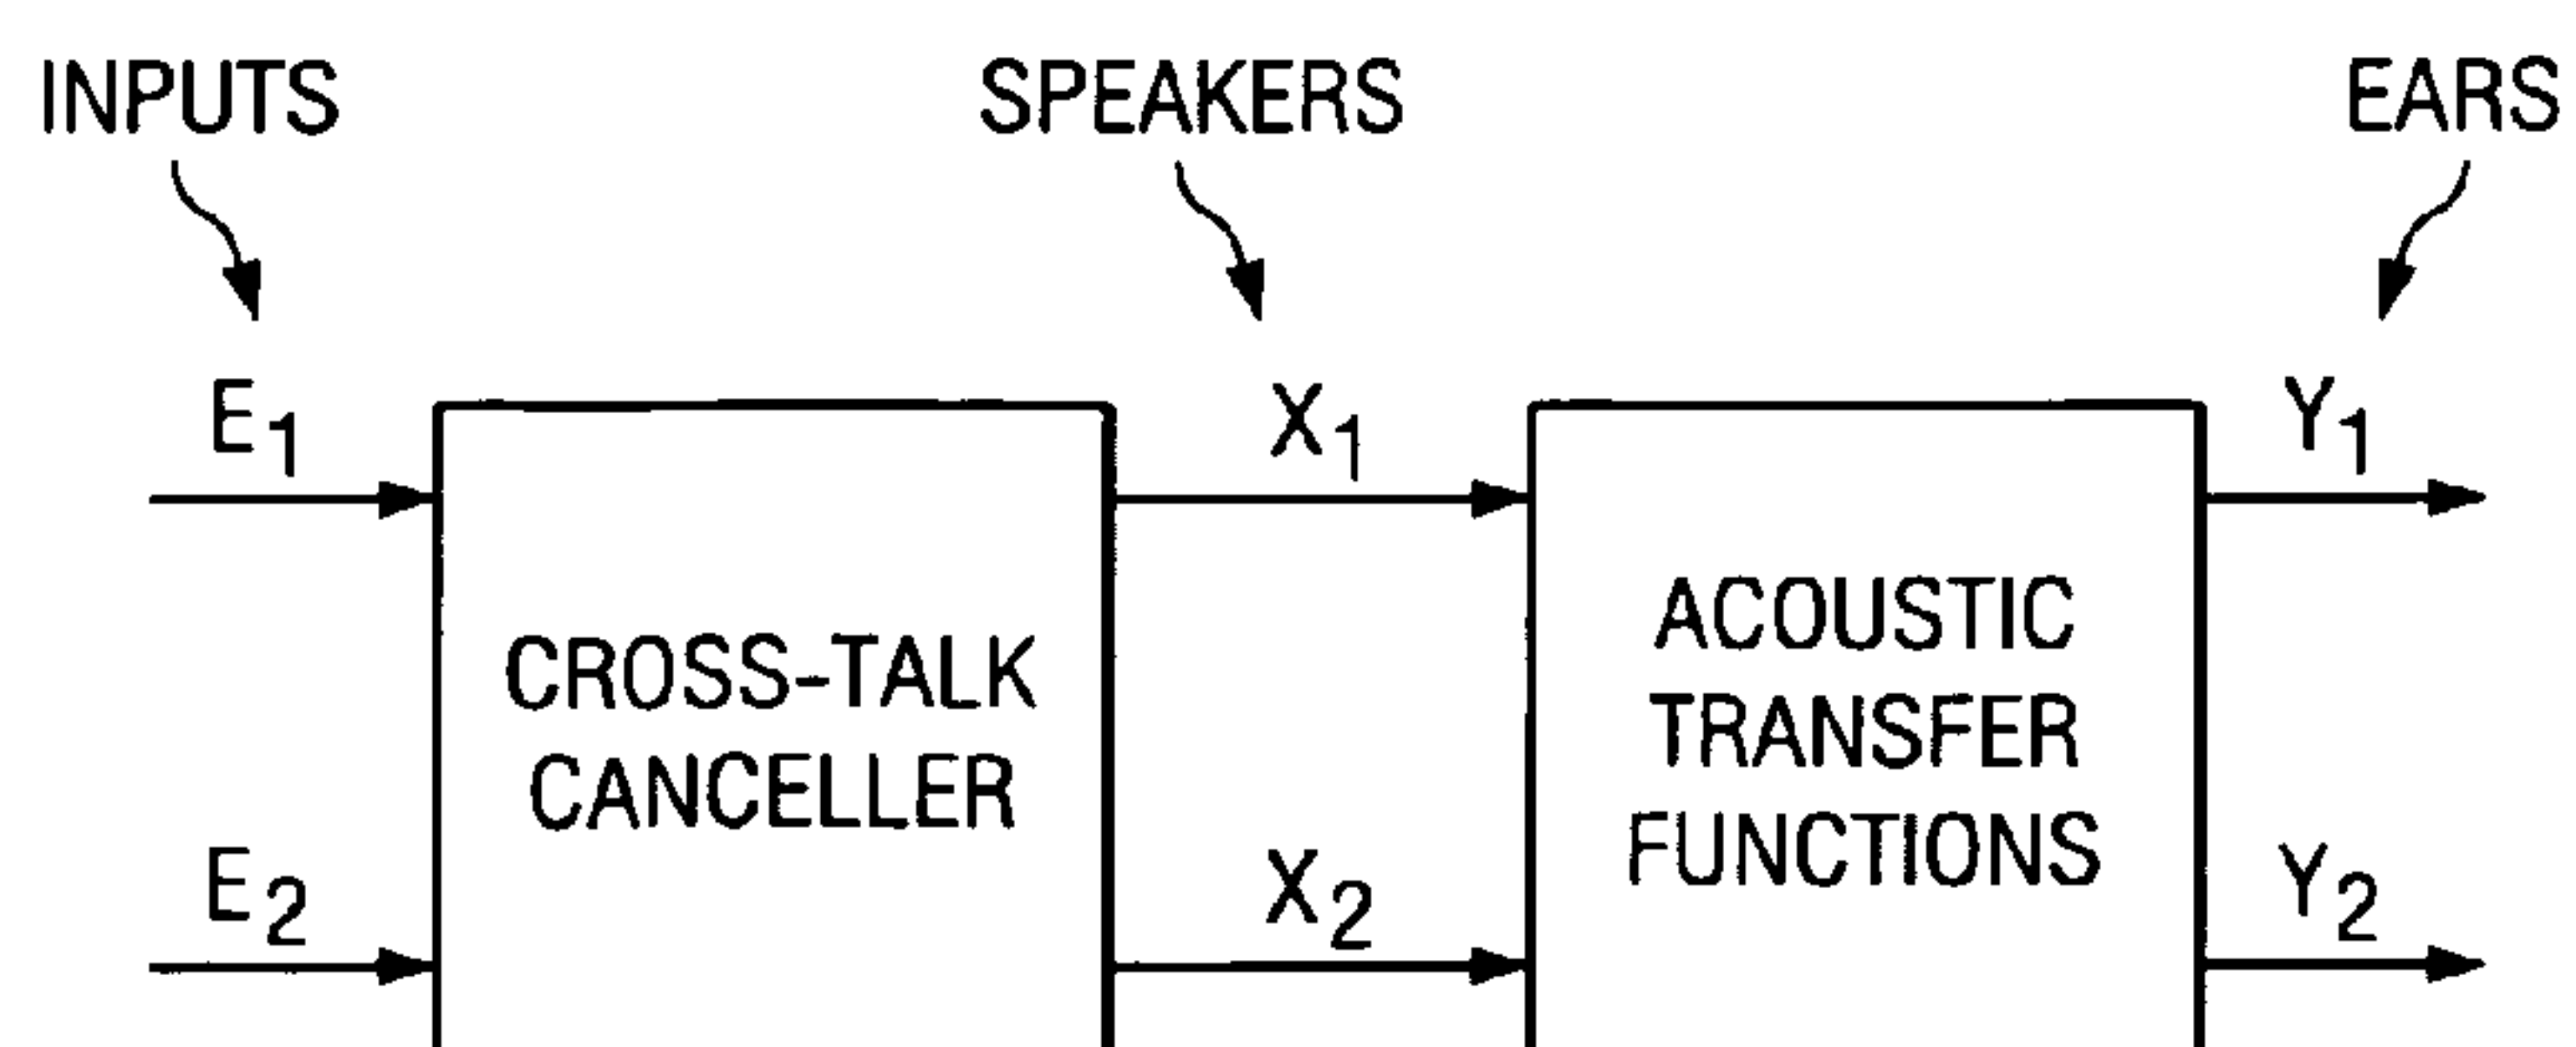 INPUTS
SPEAKERS
EARS
E1
X1
Y1
CROSS-TALK
CANCELLER
ACOUSTIC
TRANSFER
FUNCTIONS
E2
X2
Y2